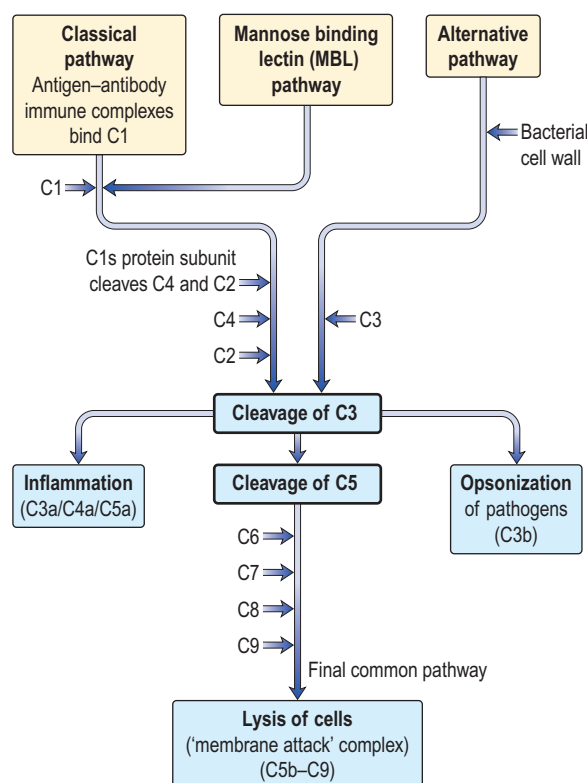 Classical
pathway
Antigen–antibody
immune complexes
bind C1
Mannose binding
lectin (MBL)
pathway
Alternative
pathway
Bacterial
cell wall
C1
C1s protein subunit
cleaves C4 and C2
C4
C2
C3
Cleavage of C3
Inflammation
(C3a/C4a/C5a)
Cleavage of C5
Opsonization
of pathogens
(C3b)
C6
C7
C8
C9
Final common pathway
Lysis of cells
(‘membrane attack’ complex)
(C5b–C9)